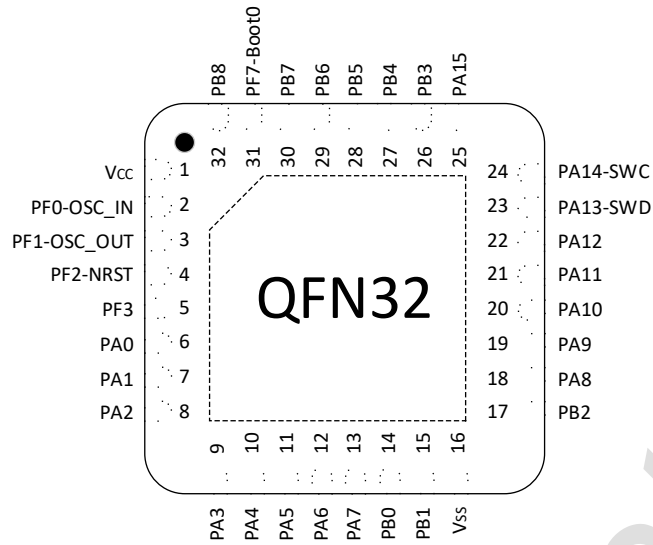 PB8
PF7-Boot0
PB7
PB6
PB5
PB4
PB3
PA15
32
31
30
29
28
27
26
25
Vcc 1
PF0-OSC_IN 2
PF1-OSC_OUT 3
PF2-NRST 4
PF3 5
PA0 6
PA1 7
PA2 8
QFN32
24 PA14-SWC
23 PA13-SWD
22 PA12
21 PA11
20 PA10
19 PA9
18 PA8
17 PB2
9
10
11
12
13
14
15
16
PA3
PA4
PA5
PA6
PA7
PB0
PB1
Vss